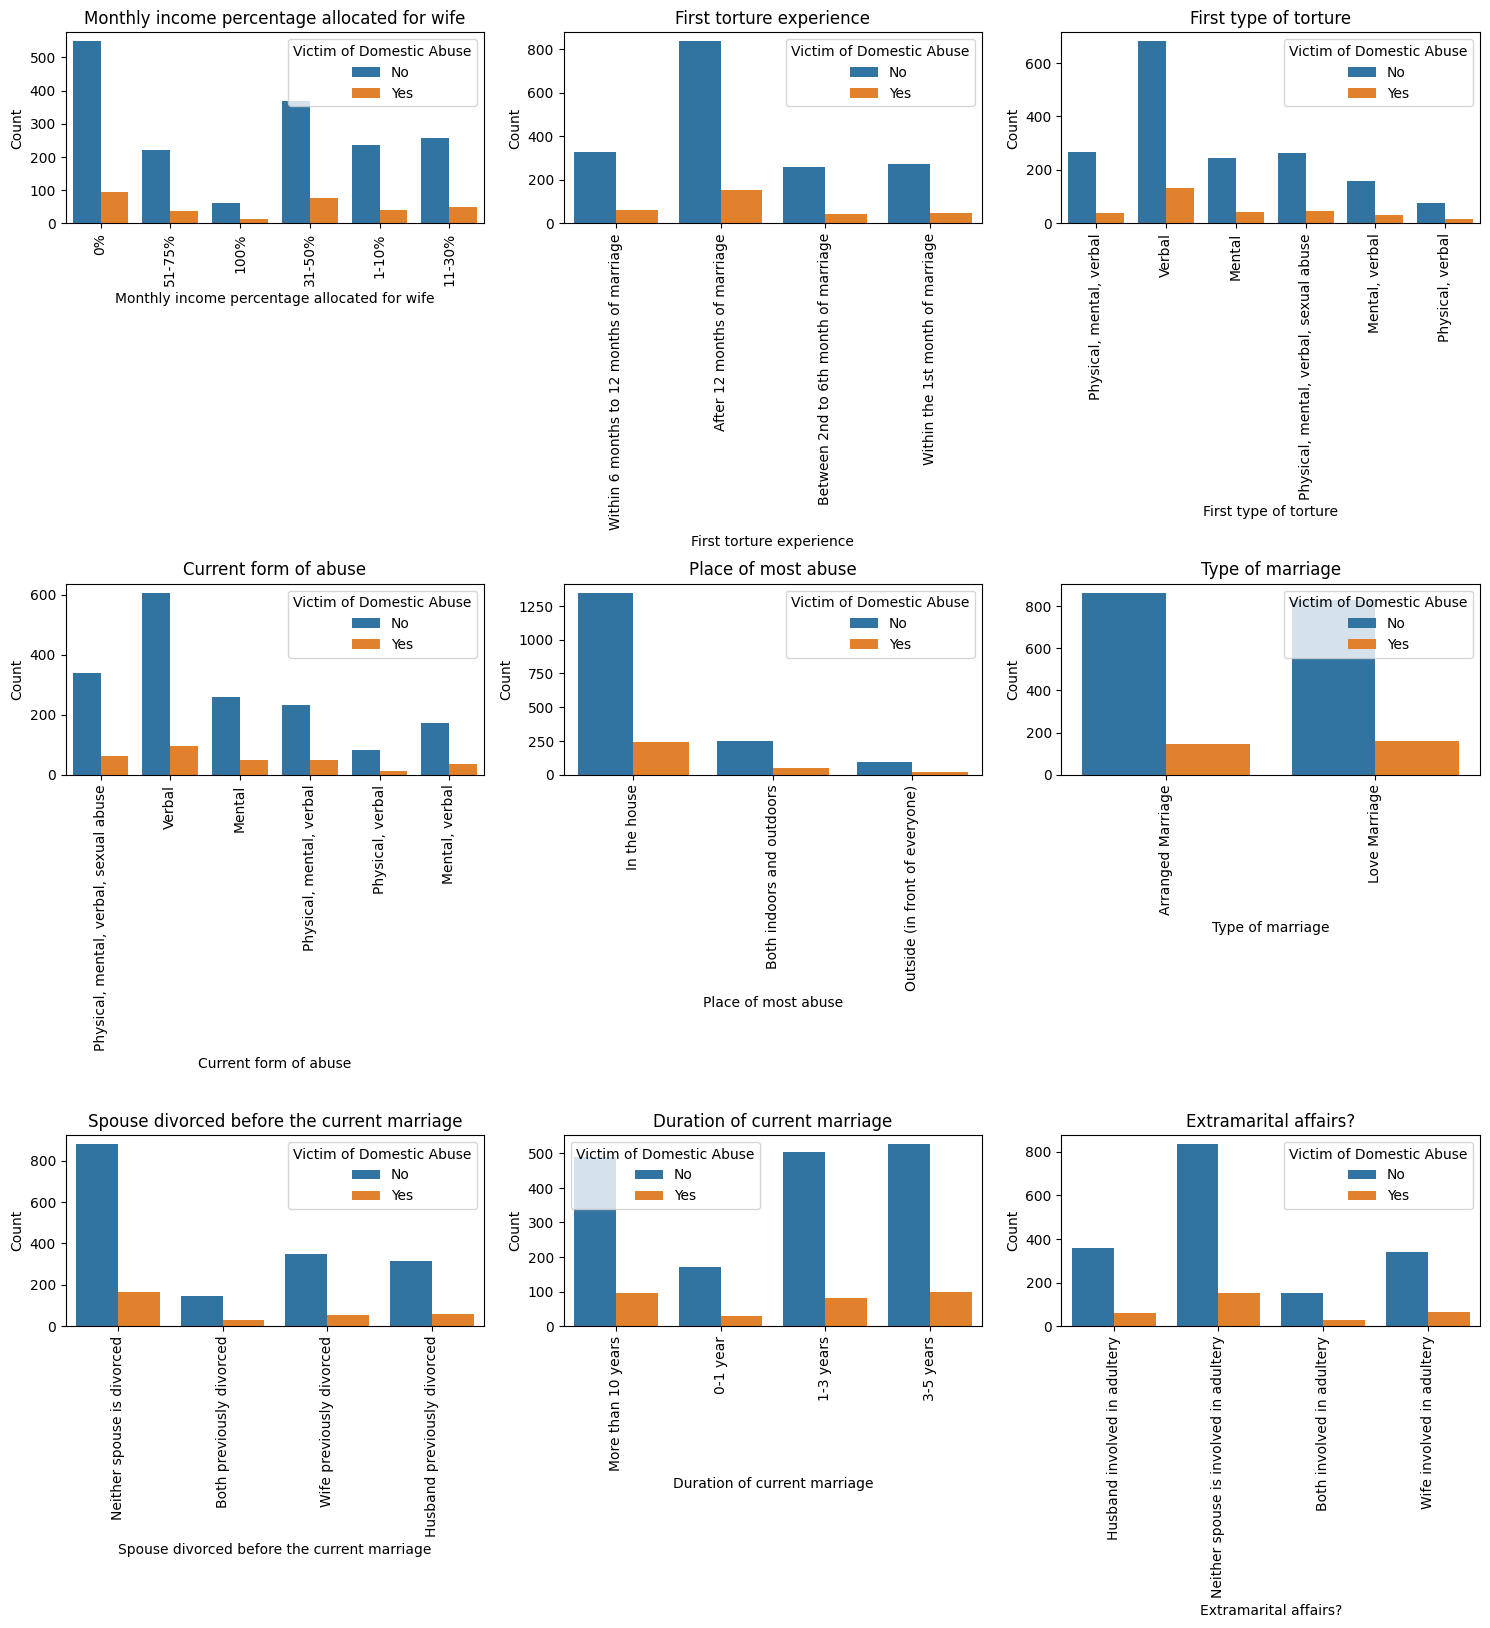 Monthly income percentage allocated for wife
Count
600
500
400
300
200
100
0
Victim of Domestic Abuse
No
Yes
0%
51-75%
100%
31-50%
1-10%
11-30%
Monthly income percentage allocated for wife
First torture experience
Count
800
600
400
200
0
Victim of Domestic Abuse
No
Yes
Within 6 months to 12 months of marriage
After 12 months of marriage
Between 2nd to 6th month of marriage
Within the 1st month of marriage
First torture experience
First type of torture
Count
600
400
200
0
Victim of Domestic Abuse
No
Yes
Physical, mental, verbal
Verbal
Mental
Physical, mental, verbal, sexual abuse
Mental, verbal
Physical, verbal
First type of torture
Current form of abuse
Count
600
400
200
0
Victim of Domestic Abuse
No
Yes
Physical, mental, verbal, sexual abuse
Verbal
Mental
Physical, mental, verbal
Physical, verbal
Mental, verbal
Current form of abuse
Place of most abuse
Count
1250
1000
750
500
250
0
Victim of Domestic Abuse
No
Yes
In the house
Both indoors and outdoors
Outside (in front of everyone)
Place of most abuse
Type of marriage
Count
800
600
400
200
0
Victim of Domestic Abuse
No
Yes
Arranged Marriage
Love Marriage
Type of marriage
Spouse divorced before the current marriage
Count
800
600
400
200
0
Victim of Domestic Abuse
No
Yes
Neither spouse is divorced
Both previously divorced
Wife previously divorced
Husband previously divorced
Spouse divorced before the current marriage
Duration of current marriage
Count
500
400
300
200
100
0
Victim of Domestic Abuse
No
Yes
More than 10 years
0-1 year
1-3 years
3-5 years
Duration of current marriage
Extramarital affairs?
Count
800
600
400
200
0
Victim of Domestic Abuse
No
Yes
Husband involved in adultery
Neither spouse is involved in adultery
Both involved in adultery
Wife involved in adultery
Extramarital affairs?